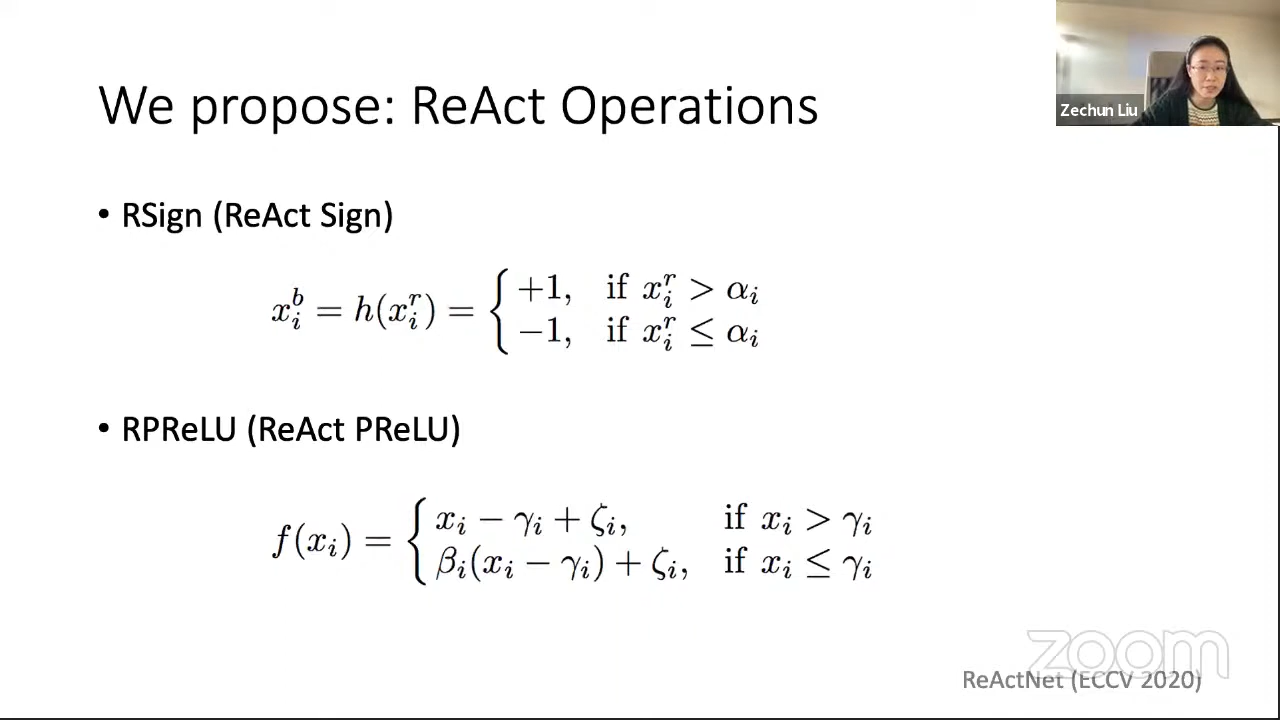 We propose: ReAct Operations
Zechun Liu
• RSign (ReAct Sign)
x_i^b = h(x_i^r) = { +1, if x_i^r > α_i
−1, if x_i^r ≤ α_i
• RPReLU (ReAct PReLU)
f(x_i) = { x_i − γ_i + ζ_i, if x_i > γ_i
β_i(x_i − γ_i) + ζ_i, if x_i ≤ γ_i
zoom
ReActNet (ECCV 2020)